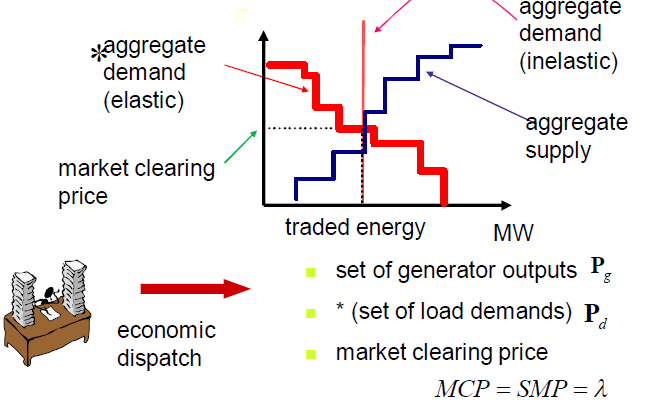 π
aggregate
demand
(inelastic)
*aggregate
demand
(elastic)
aggregate
supply
market clearing
price
traded energy
MW
set of generator outputs P_g
* (set of load demands) P_d
market clearing price
economic
dispatch
MCP = SMP = λ